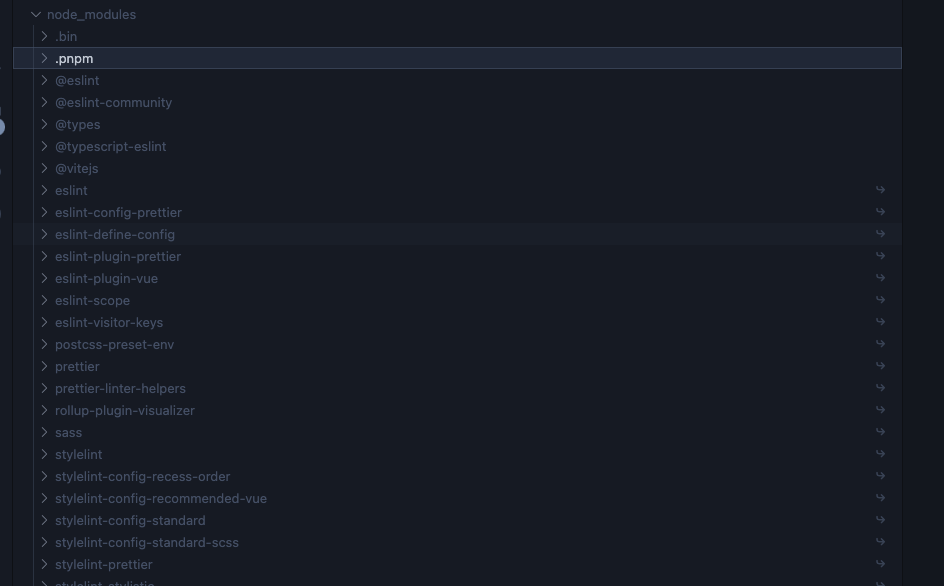 node_modules
.bin
.pnpm
@eslint
@eslint-community
@types
@typescript-eslint
@vitejs
eslint
eslint-config-prettier
eslint-define-config
eslint-plugin-prettier
eslint-plugin-vue
eslint-scope
eslint-visitor-keys
postcss-preset-env
prettier
prettier-linter-helpers
rollup-plugin-visualizer
sass
stylelint
stylelint-config-recess-order
stylelint-config-recommended-vue
stylelint-config-standard
stylelint-config-standard-scss
stylelint-prettier